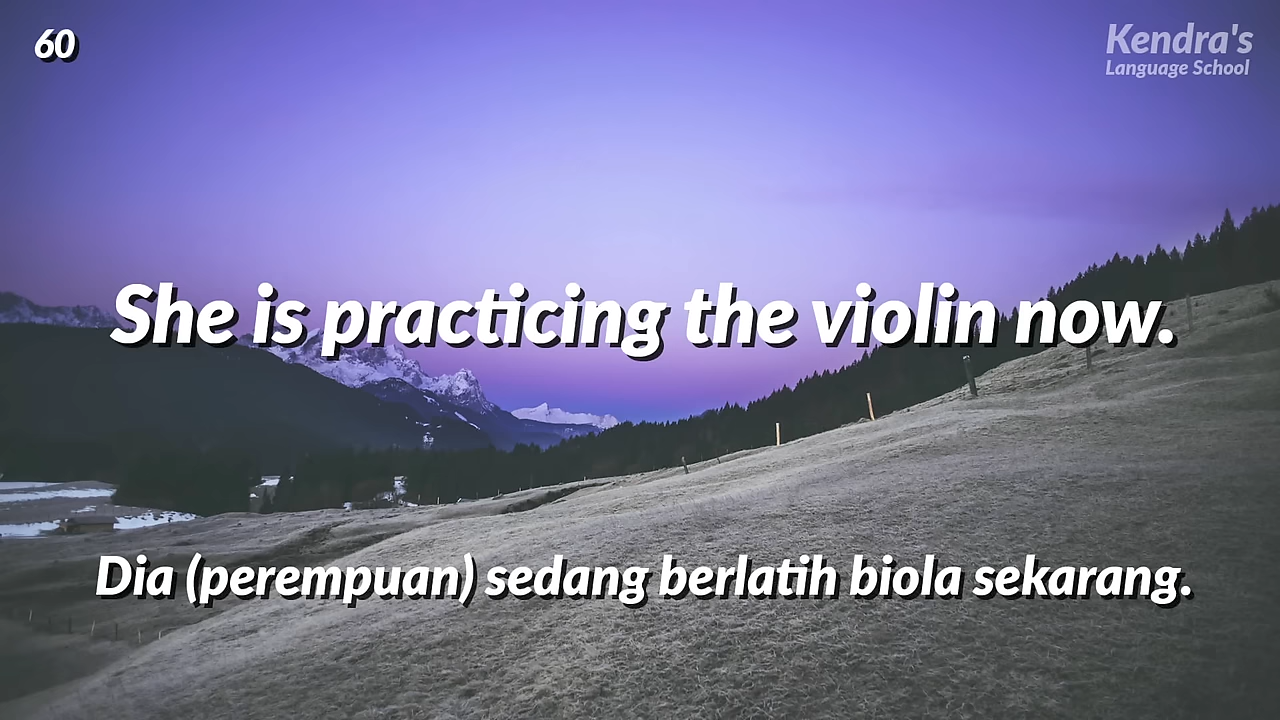 60
Kendra's
Language School
She is practicing the violin now.
Dia (perempuan) sedang berlatih biola sekarang.